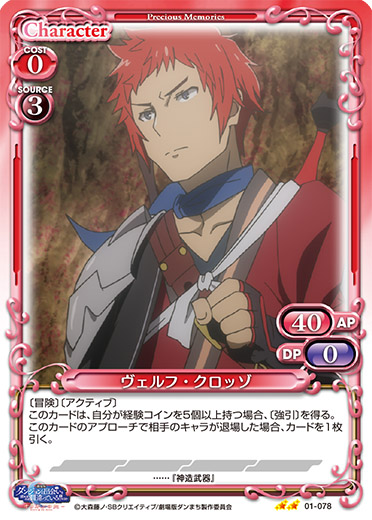 Precious Memories
Character
COST
0
SOURCE
3
40 AP
DP 0
ヴェルフ・クロッゾ
〔冒険〕〔アクティブ〕
このカードは、自分が経験コインを5個以上持つ場合、〔強引〕を得る。
このカードのアプローチで相手のキャラが退場した場合、カードを1枚
引く。
……『神造武器』
©大森藤ノ・SBクリエイティブ/劇場版ダンまち製作委員会
01-078